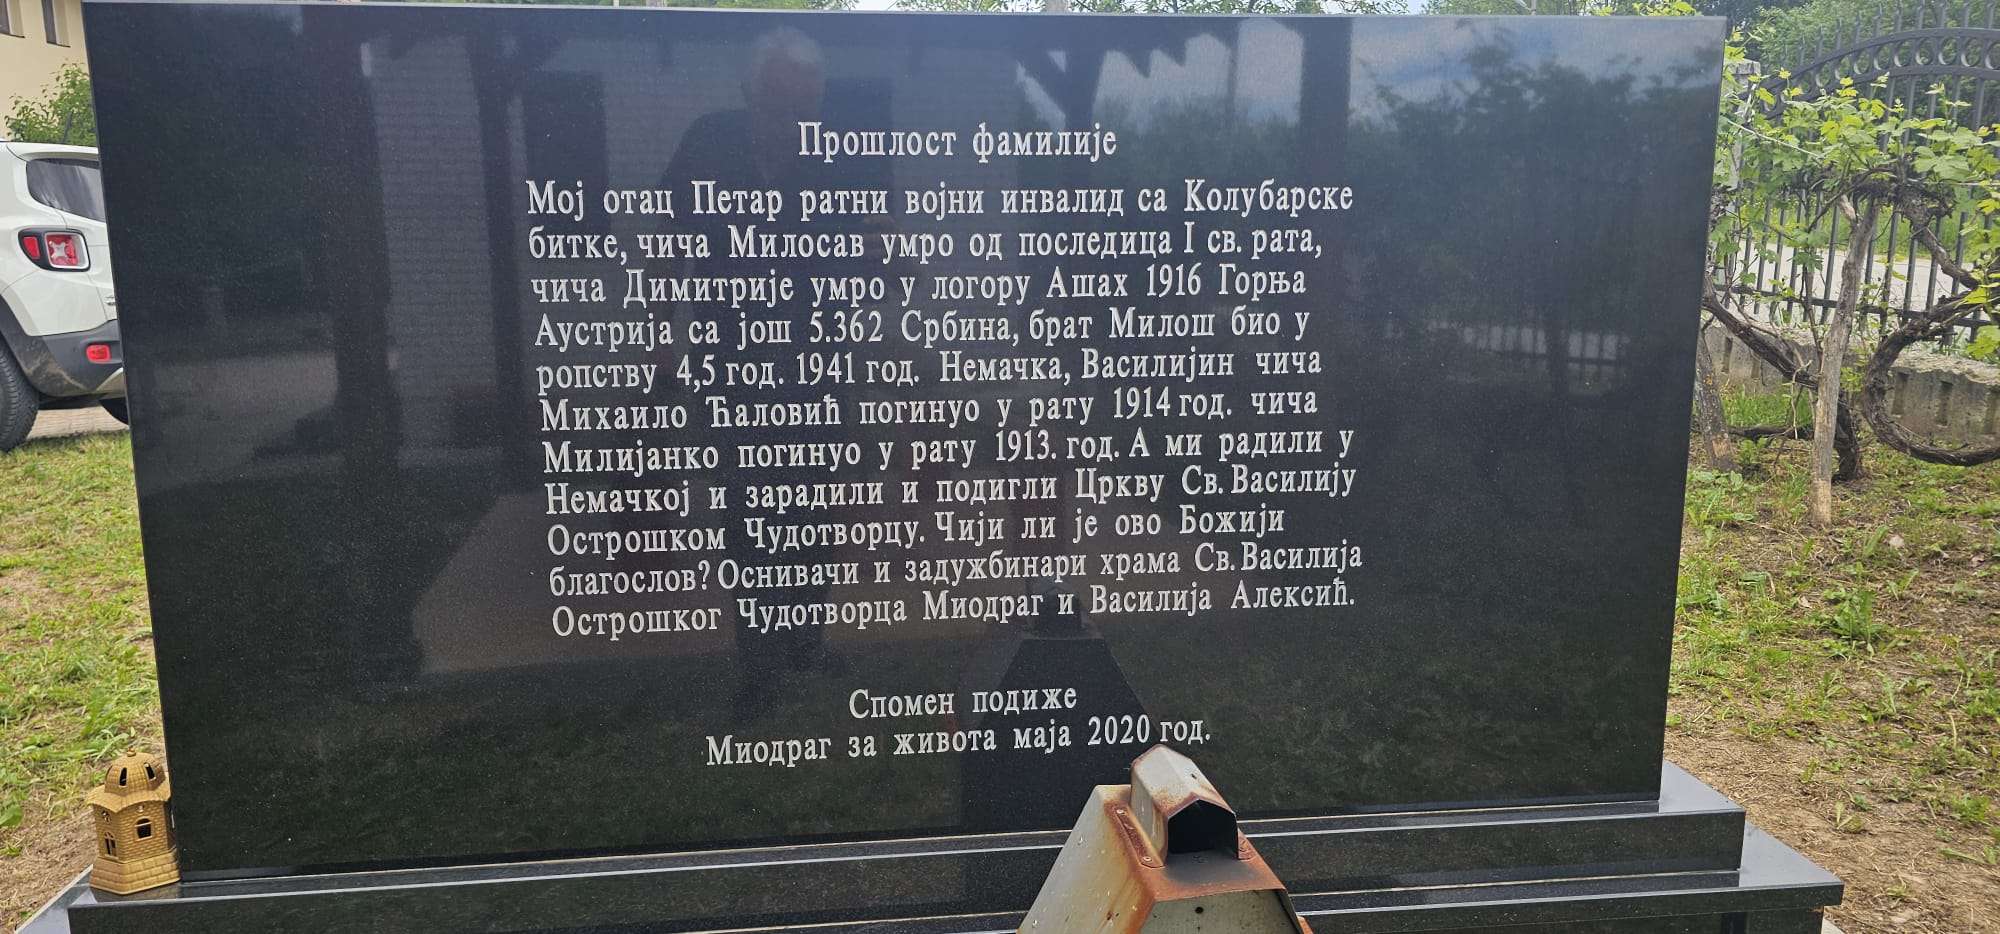 Прошлост фамилије
Мој отац Петар ратни војни инвалид са Колубарске
битке, чича Милосав умро од последица I св. рата,
чича Димитрије умро у логору Ашах 1916 Горња
Аустрија са још 5.362 Србина, брат Милош био у
ропству 4,5 год. 1941 год. Немачка, Василијин чича
Михаило Ћаловић погинуо у рату 1914 год. чича
Милијанко погинуо у рату 1913. год. А ми радили у
Немачкој и зарадили и подигли Цркву Св. Василију
Острошком Чудотворцу. Чији ли је ово Божији
благослов? Оснивачи и задужбинари храма Св. Василија
Острошког Чудотворца Миодраг и Василија Алексић.
Спомен подиже
Миодраг за живота маја 2020 год.